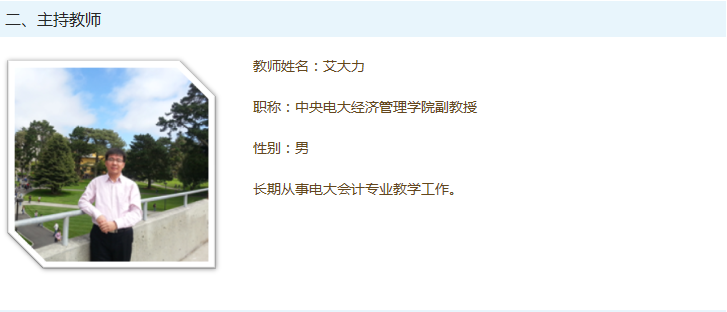 二、主持教师
教师姓名：艾大力
职称：中央电大经济管理学院副教授
性别：男
长期从事电大会计专业教学工作。